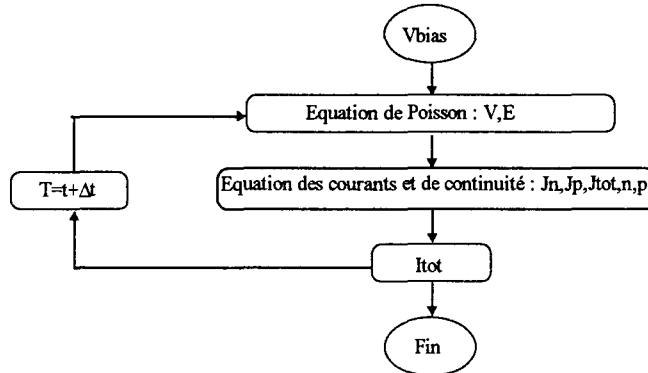 Vbias
Equation de Poisson : V,E
Equation des courants et de continuité : Jn,Jp,Jtot,n,p
T=t+Δt
Itot
Fin